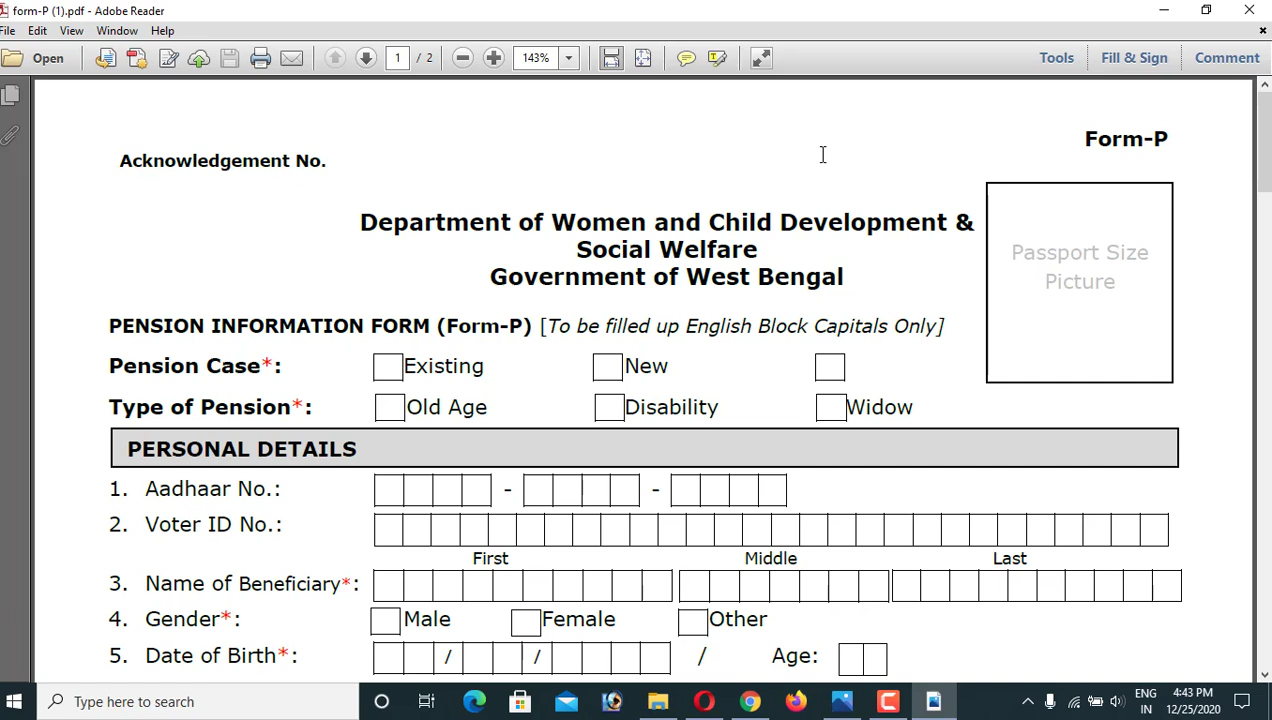 form-P (1).pdf - Adobe Reader
File Edit View Window Help
Open 1 / 2 143% Tools Fill & Sign Comment
Form-P
Acknowledgement No.
Passport Size
Picture
Department of Women and Child Development &
Social Welfare
Government of West Bengal
PENSION INFORMATION FORM (Form-P) [To be filled up English Block Capitals Only]
Pension Case*: Existing New
Type of Pension*: Old Age Disability Widow
PERSONAL DETAILS
1. Aadhaar No.: - -
2. Voter ID No.:
First Middle Last
3. Name of Beneficiary*:
4. Gender*: Male Female Other
5. Date of Birth*: / / / Age:
Type here to search
ENG 4:43 PM
IN 12/25/2020